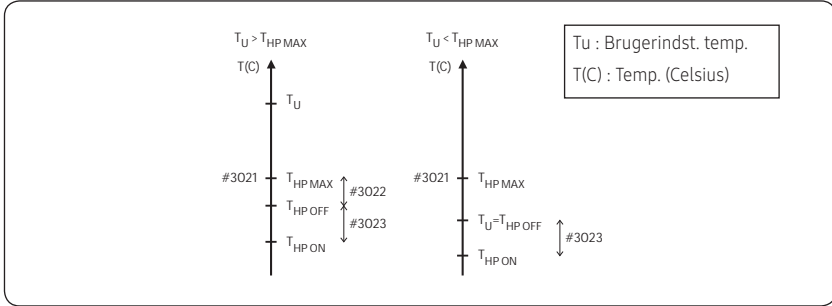 T_U > T_HP MAX
T(C)
T_U
#3021
T_HP MAX
#3022
T_HP OFF
#3023
T_HP ON
T_U < T_HP MAX
T(C)
#3021
T_HP MAX
T_U=T_HP OFF
#3023
T_HP ON
Tu : Brugerindst. temp.
T(C) : Temp. (Celsius)